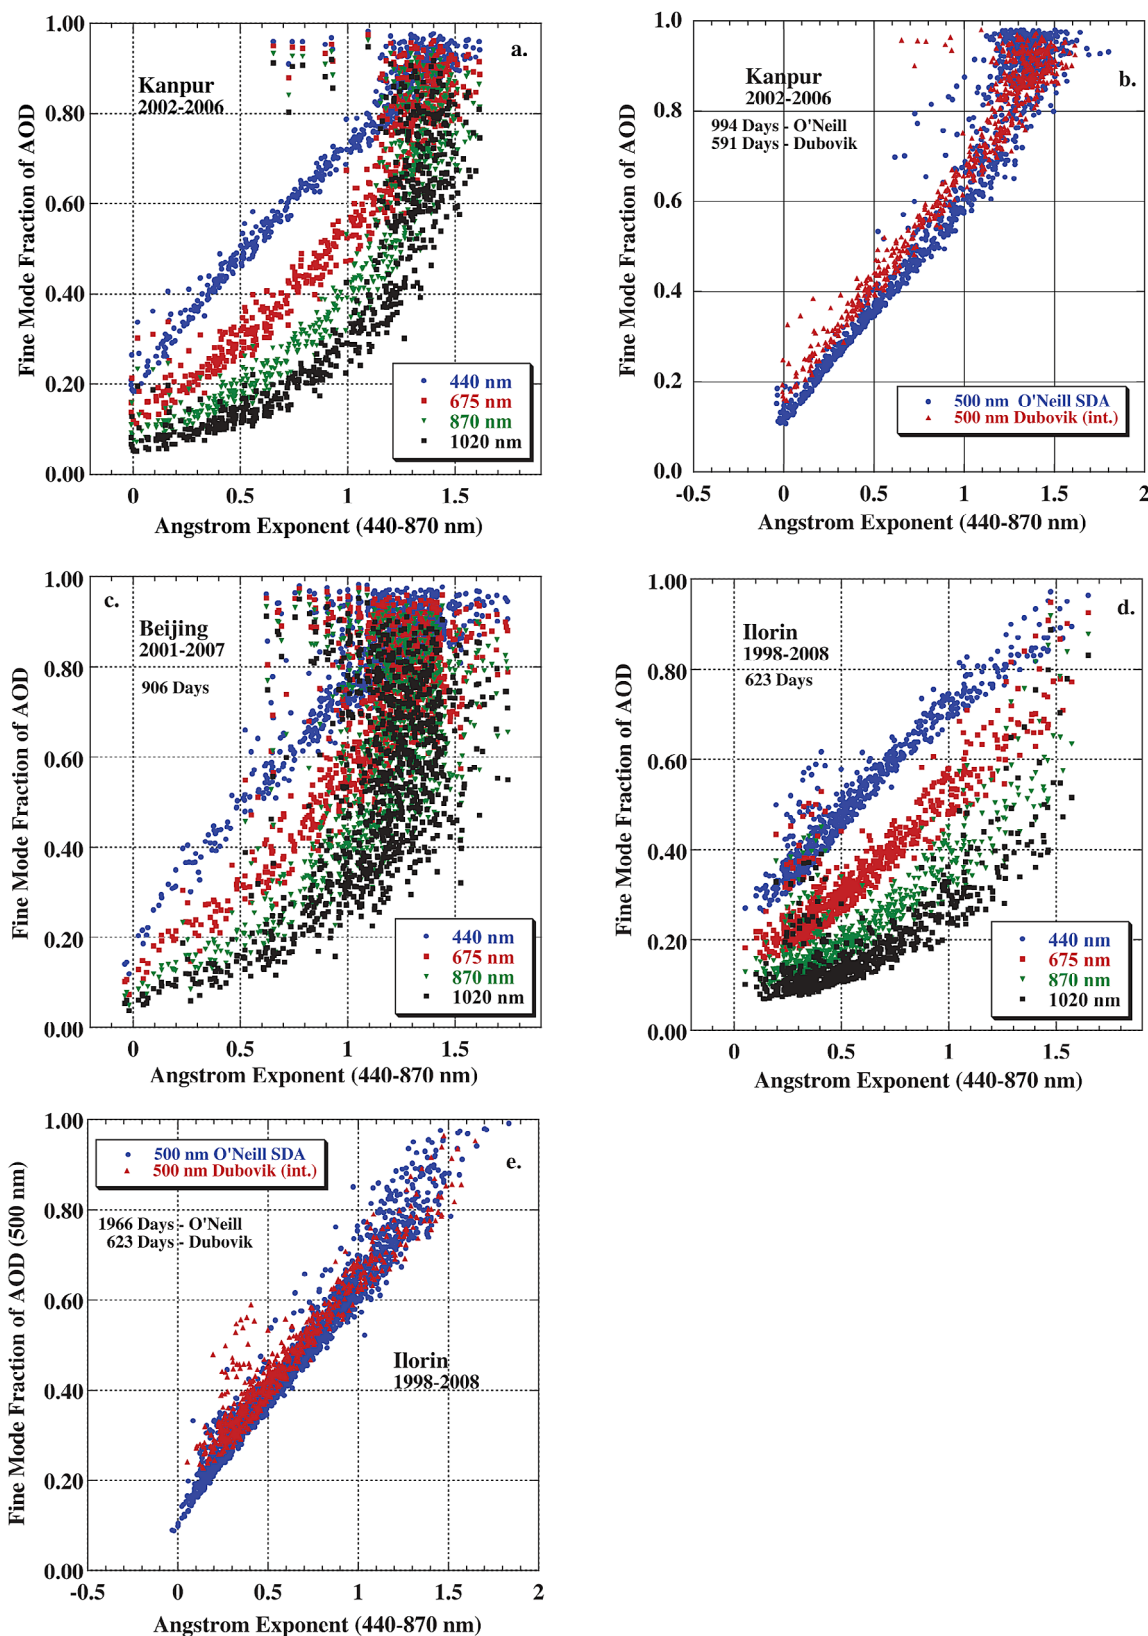 a.
Kanpur
2002-2006
Fine Mode Fraction of AOD
1.00
0.80
0.60
0.40
0.20
0.00
440 nm
675 nm
870 nm
1020 nm
0
0.5
1
1.5
Angstrom Exponent (440-870 nm)
b.
Kanpur
2002-2006
994 Days - O'Neill
591 Days - Dubovik
Fine Mode Fraction of AOD
1.0
0.8
0.6
0.4
0.2
0.0
500 nm O'Neill SDA
500 nm Dubovik (int.)
-0.5
0
0.5
1
1.5
2
Angstrom Exponent (440-870 nm)
c.
Beijing
2001-2007
906 Days
Fine Mode Fraction of AOD
1.00
0.80
0.60
0.40
0.20
0.00
440 nm
675 nm
870 nm
1020 nm
0
0.5
1
1.5
Angstrom Exponent (440-870 nm)
d.
Ilorin
1998-2008
623 Days
Fine Mode Fraction of AOD
1.00
0.80
0.60
0.40
0.20
0.00
440 nm
675 nm
870 nm
1020 nm
0
0.5
1
1.5
Angstrom Exponent (440-870 nm)
e.
500 nm O'Neill SDA
500 nm Dubovik (int.)
1966 Days - O'Neill
623 Days - Dubovik
Ilorin
1998-2008
Fine Mode Fraction of AOD (500 nm)
1.00
0.80
0.60
0.40
0.20
0.00
-0.5
0
0.5
1
1.5
2
Angstrom Exponent (440-870 nm)